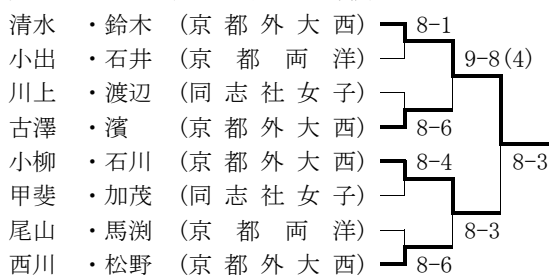 清水 ・鈴木 (京都外大西) 8-1
小出 ・石井 (京都両洋) 9-8(4)
川上 ・渡辺 (同志社女子)
古澤 ・濱 (京都外大西) 8-6
小柳 ・石川 (京都外大西) 8-4 8-3
甲斐 ・加茂 (同志社女子)
尾山 ・馬渕 (京都両洋) 8-3
西川 ・松野 (京都外大西) 8-6